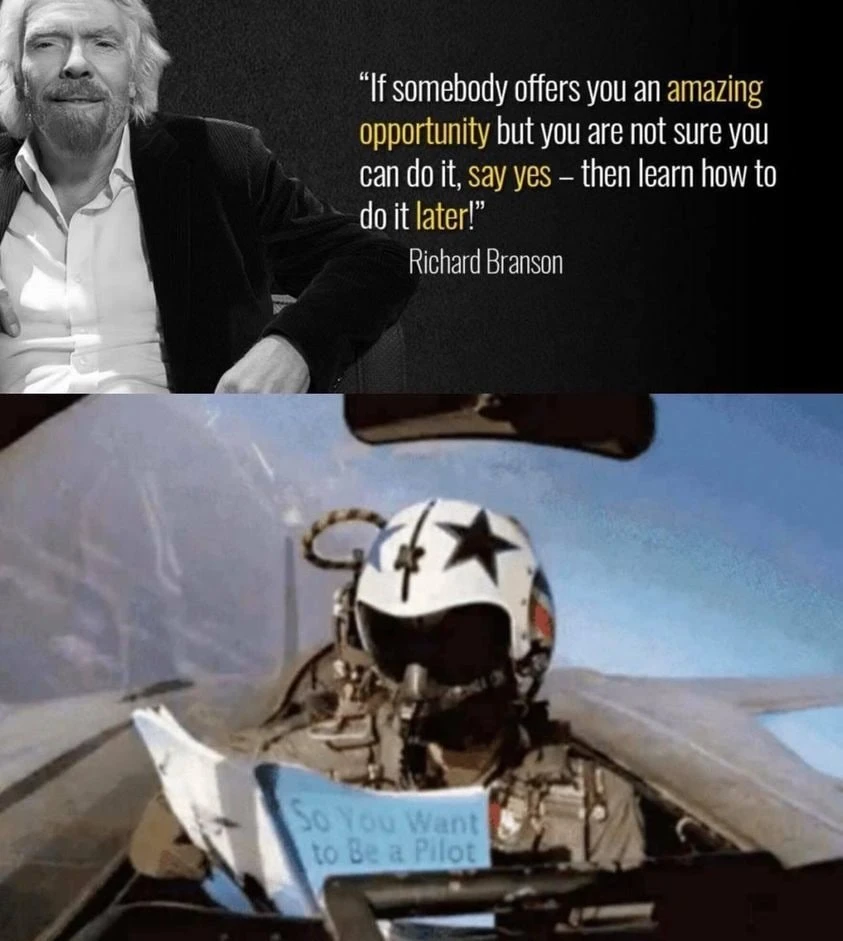 “If somebody offers you an amazing
opportunity but you are not sure you
can do it, say yes – then learn how to
do it later!”
Richard Branson
So You Want
to Be a Pilot